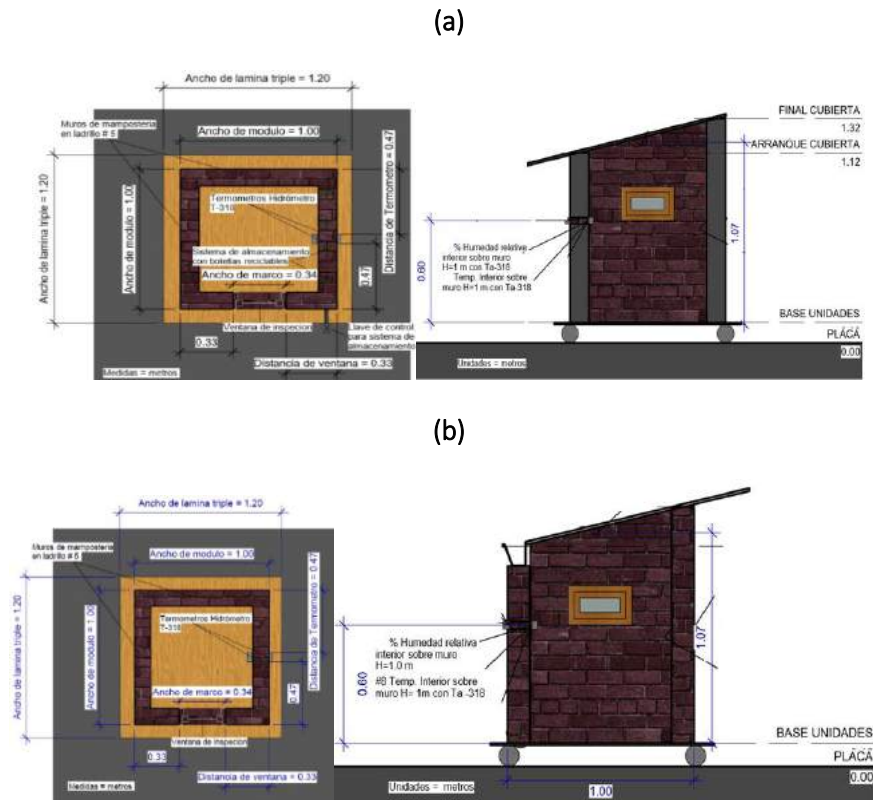 (a)
Ancho de lamina triple = 1.20
Muros de mamposteria
en ladrillo # 5
Ancho de modulo = 1.00
Ancho de lamina triple = 1.20
Ancho de modulo = 1.00
Termometros Hidrómetro
T-318
Sistema de almacenamiento
con botellas reciclables
Ancho de marco = 0.34
Distancia de Termometro = 0.47
0.47
Ventana de inspecion
Llave de control
para sistema de
almacenamiento
0.33
Distancia de ventana = 0.33
Medidas = metros
FINAL CUBIERTA
1.32
ARRANQUE CUBIERTA
1.12
% Humedad relative
interior sobre muro
H=1 m con Ta-318
Temp. Interior sobre
muro H=1m con Ta 318
0.60
1.07
BASE UNIDADES
PLÁCÁ
0.00
Unidades = metros
(b)
Ancho de lamina triple = 1.20
Muros de mamposteria
en ladrillo # 5
Ancho de modulo = 1.00
Ancho de lamina triple = 1.20
Ancho de modulo = 1.00
Termometros Hidrómetro
T-318
Ancho de marco = 0.34
Distancia de Termometro = 0.47
0.47
Ventana de inspecion
0.33
Distancia de ventana = 0.33
Medidas = metros
% Humedad relativa
interior sobre muro
H=1.0 m
#8 Temp. Interior sobre
muro H= 1m con Ta -318
0.60
1.07
BASE UNIDADES
PLÁCÁ
0.00
Unidades = metros
1.00